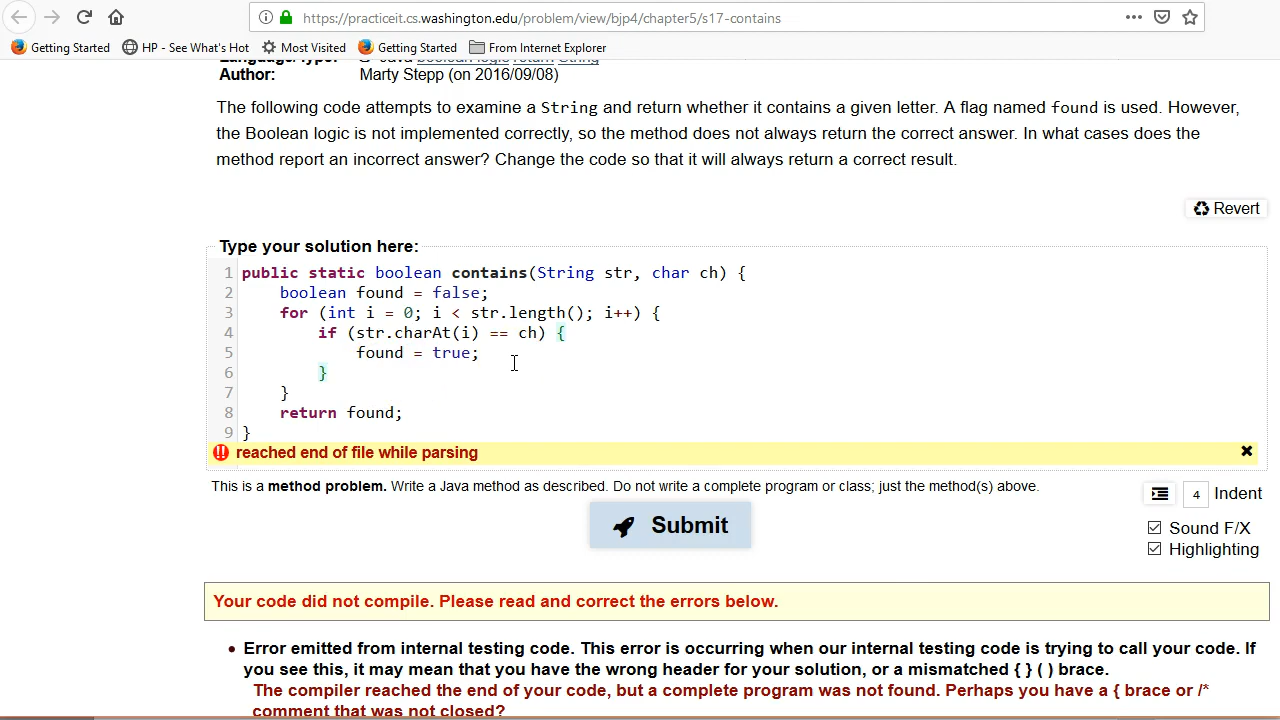 https://practiceit.cs.washington.edu/problem/view/bjp4/chapter5/s17-contains
Getting Started HP - See What's Hot Most Visited Getting Started From Internet Explorer
Language/Type: Java boolean logic return String
Author: Marty Stepp (on 2016/09/08)
The following code attempts to examine a String and return whether it contains a given letter. A flag named found is used. However,
the Boolean logic is not implemented correctly, so the method does not always return the correct answer. In what cases does the
method report an incorrect answer? Change the code so that it will always return a correct result.
Revert
Type your solution here:
1 public static boolean contains(String str, char ch) {
2 boolean found = false;
3 for (int i = 0; i < str.length(); i++) {
4 if (str.charAt(i) == ch) {
5 found = true;
6 }
7 }
8 return found;
9 }
reached end of file while parsing
This is a method problem. Write a Java method as described. Do not write a complete program or class; just the method(s) above.
4 Indent
Submit
Sound F/X
Highlighting
Your code did not compile. Please read and correct the errors below.
• Error emitted from internal testing code. This error is occurring when our internal testing code is trying to call your code. If
you see this, it may mean that you have the wrong header for your solution, or a mismatched { } ( ) brace.
The compiler reached the end of your code, but a complete program was not found. Perhaps you have a { brace or /*
comment that was not closed?